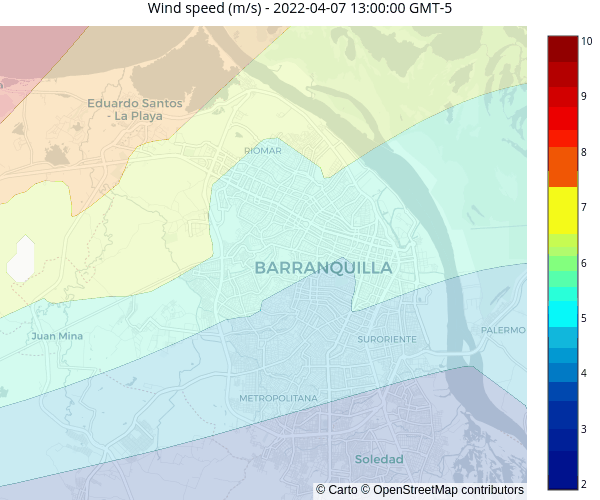 Wind speed (m/s) - 2022-04-07 13:00:00 GMT-5
10
9
8
7
6
5
4
3
2
Eduardo Santos
- La Playa
RIOMAR
BARRANQUILLA
Juan Mina
SURORIENTE
PALERMO
METROPOLITANA
Soledad
© Carto © OpenStreetMap contributors